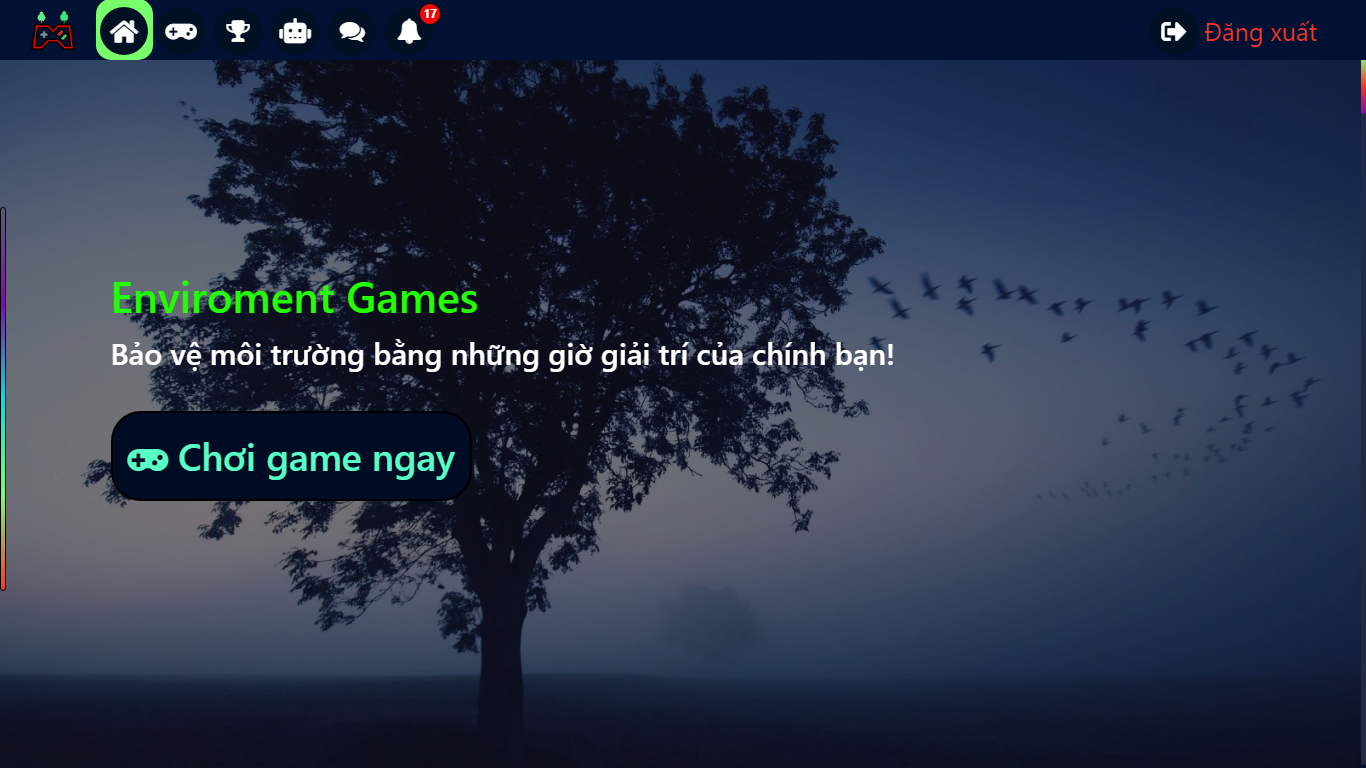 17
Đăng xuất
Enviroment Games
Bảo vệ môi trường bằng những giờ giải trí của chính bạn!
Chơi game ngay